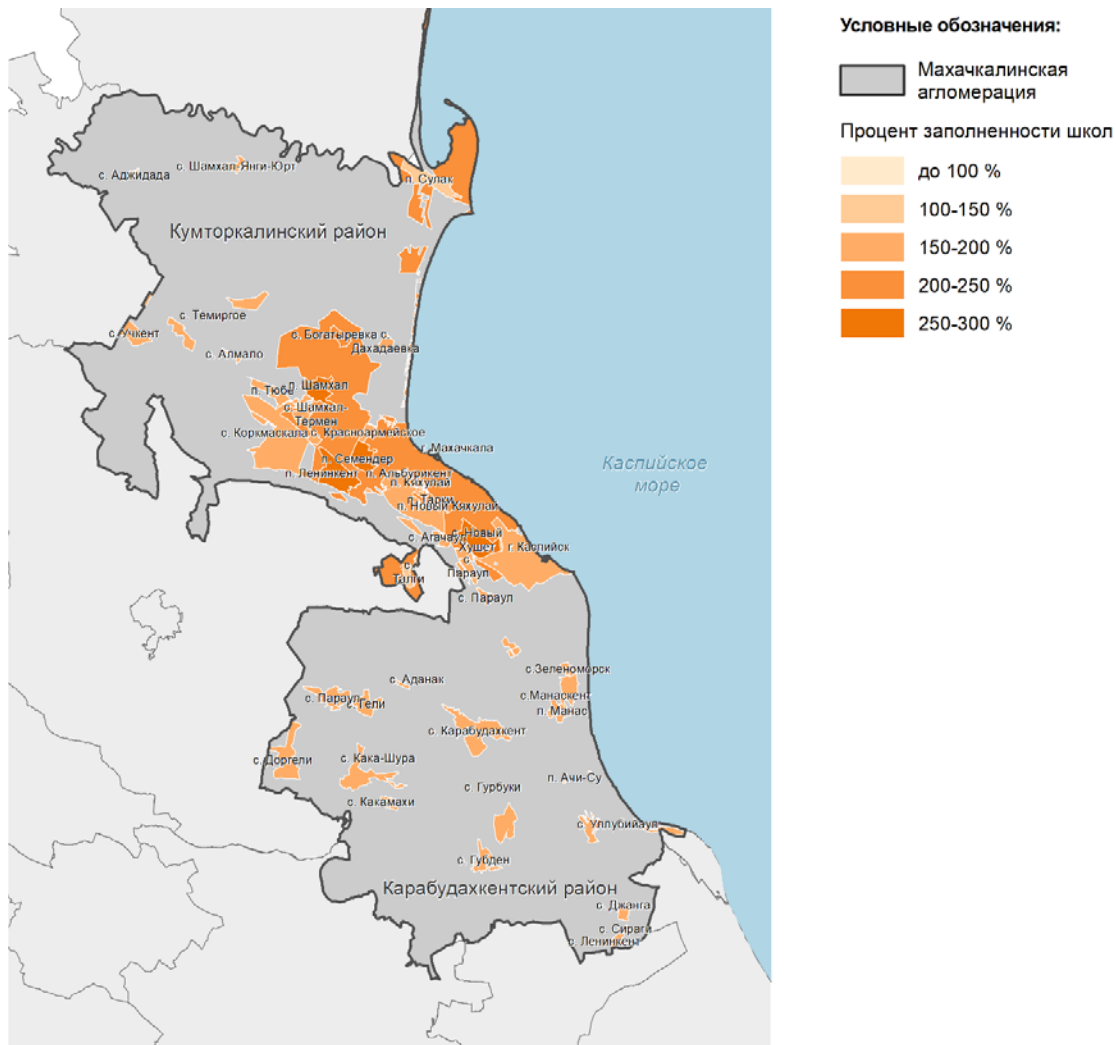 Условные обозначения:
Махачкалинская
агломерация
Процент заполненности школ
до 100 %
100-150 %
150-200 %
200-250 %
250-300 %
с. Шамхал-Янги-Юрт
с. Аджидада
п. Сулак
Кумторкалинский район
с. Темиргое
с. Учкент
с. Богатыревка
с.
Дахадаевка
с. Алмало
п. Шамхал
п. Тюбе
с. Шамхал-
Термен
с. Коркмаскала
с. Красноармейское
г. Махачкала
п. Семендер
п. Ленинкент
п. Альбурикент
п. Кяхулай
п. Тарки
п. Новый Кяхулай
Каспийское
море
с. Агачаул
с. Новый
Хушет
г. Каспийск
с.
Талги
с.
Параул
с. Параул
с. Зеленоморск
с. Аданак
с. Параул
с. Гели
с. Манаскент
п. Манас
с. Карабудахкент
с. Доргели
с. Кака-Шура
п. Ачи-Су
с. Гурбуки
с. Какамахи
с. Уллубийаул
с. Губден
Карабудахкентский район
с. Джанга
с. Сираги
с. Ленинкент